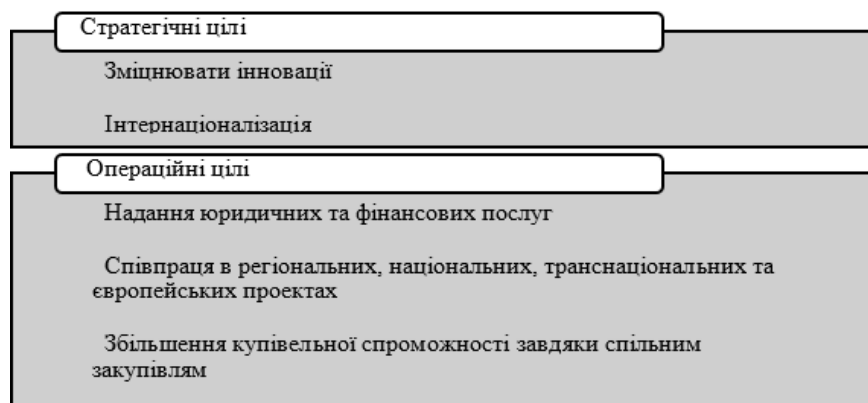 Стратегічні цілі
Зміцнювати інновації
Інтернаціоналізація
Операційні цілі
Надання юридичних та фінансових послуг
Співпраця в регіональних, національних, транснаціональних та
європейських проектах
Збільшення купівельної спроможності завдяки спільним
закупівлям